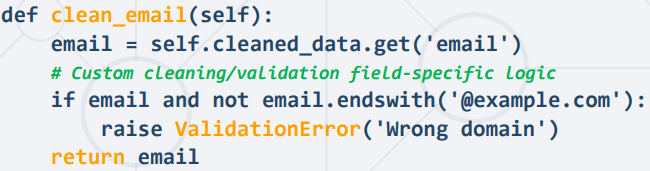 def clean_email(self):
    email = self.cleaned_data.get('email')
    # Custom cleaning/validation field-specific logic
    if email and not email.endswith('@example.com'):
        raise ValidationError('Wrong domain')
    return email